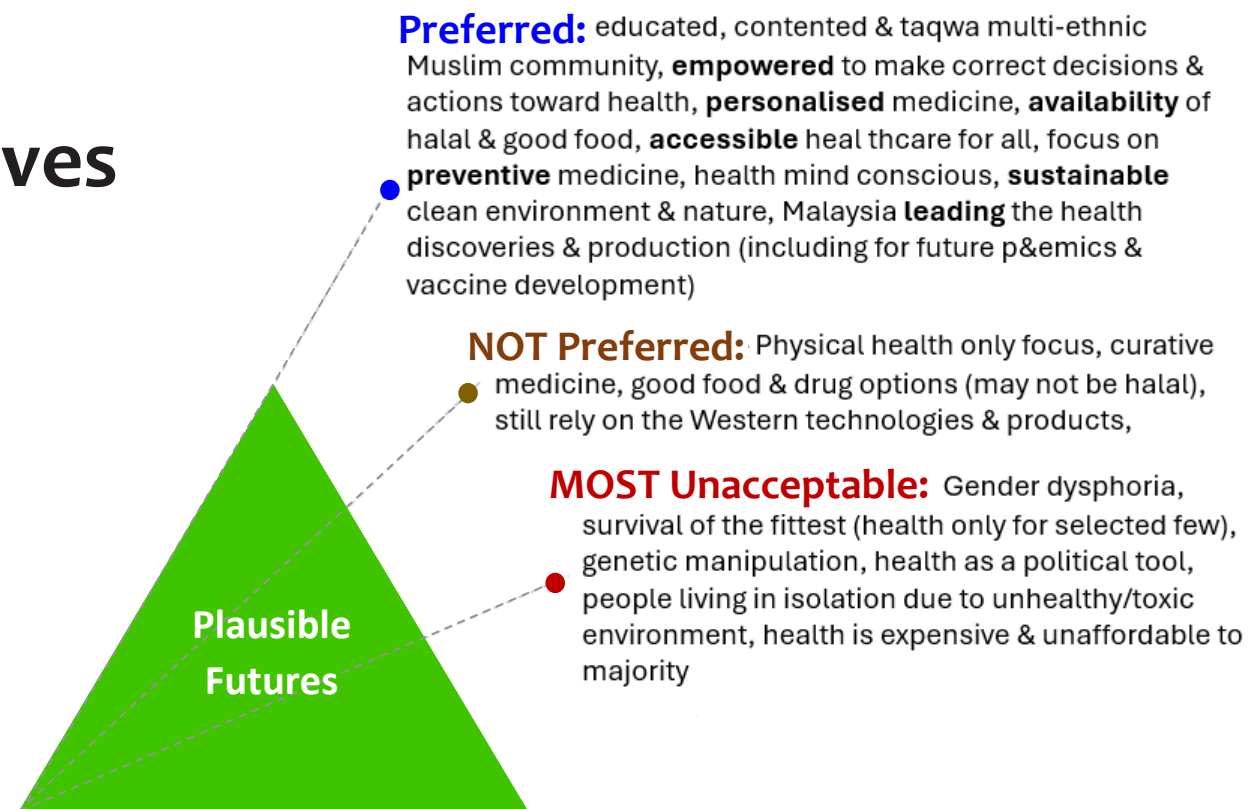 ves
Preferred: educated, contented & taqwa multi-ethnic
Muslim community, empowered to make correct decisions &
actions toward health, personalised medicine, availability of
halal & good food, accessible heal thcare for all, focus on
preventive medicine, health mind conscious, sustainable
clean environment & nature, Malaysia leading the health
discoveries & production (including for future p&emics &
vaccine development)
NOT Preferred: Physical health only focus, curative
medicine, good food & drug options (may not be halal),
still rely on the Western technologies & products,
MOST Unacceptable: Gender dysphoria,
survival of the fittest (health only for selected few),
genetic manipulation, health as a political tool,
people living in isolation due to unhealthy/toxic
environment, health is expensive & unaffordable to
majority
Plausible
Futures